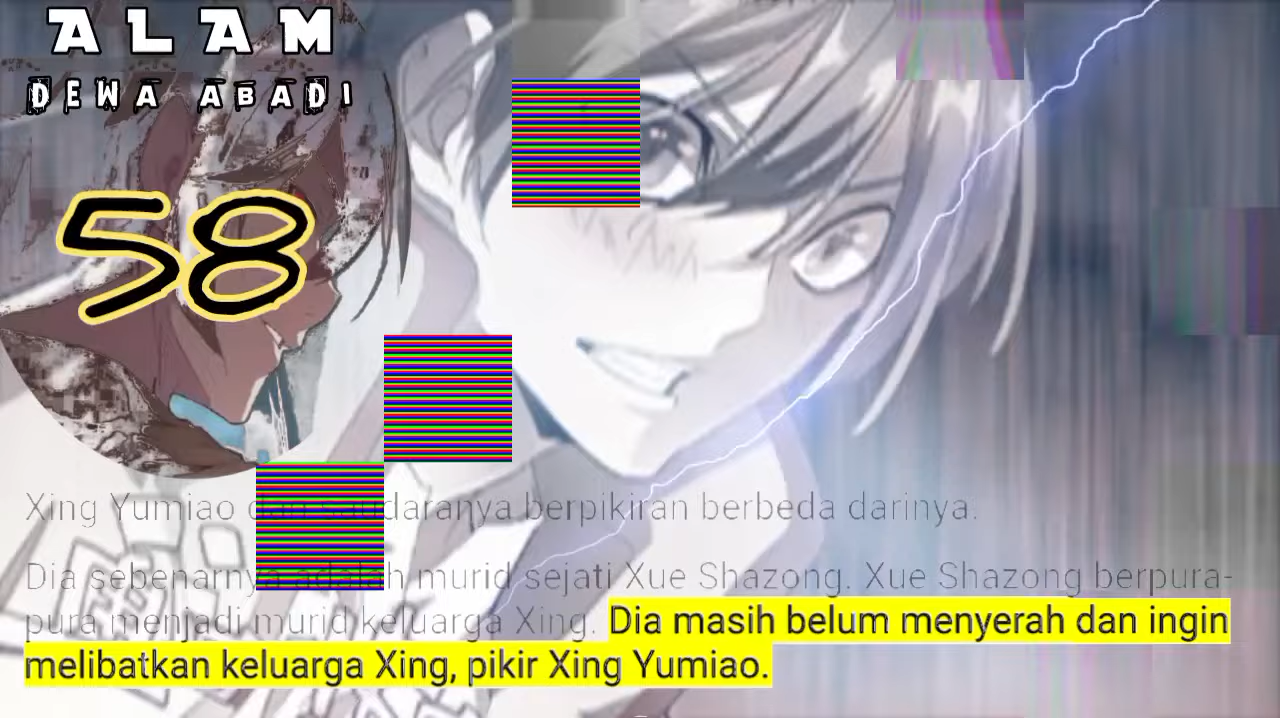 ALAM
DEWA ABADI
58
Xing Yumiao dan saudaranya berpikiran berbeda darinya.
Dia sebenarnya adalah murid sejati Xue Shazong. Xue Shazong berpura-
pura menjadi murid keluarga Xing. Dia masih belum menyerah dan ingin
melibatkan keluarga Xing, pikir Xing Yumiao.